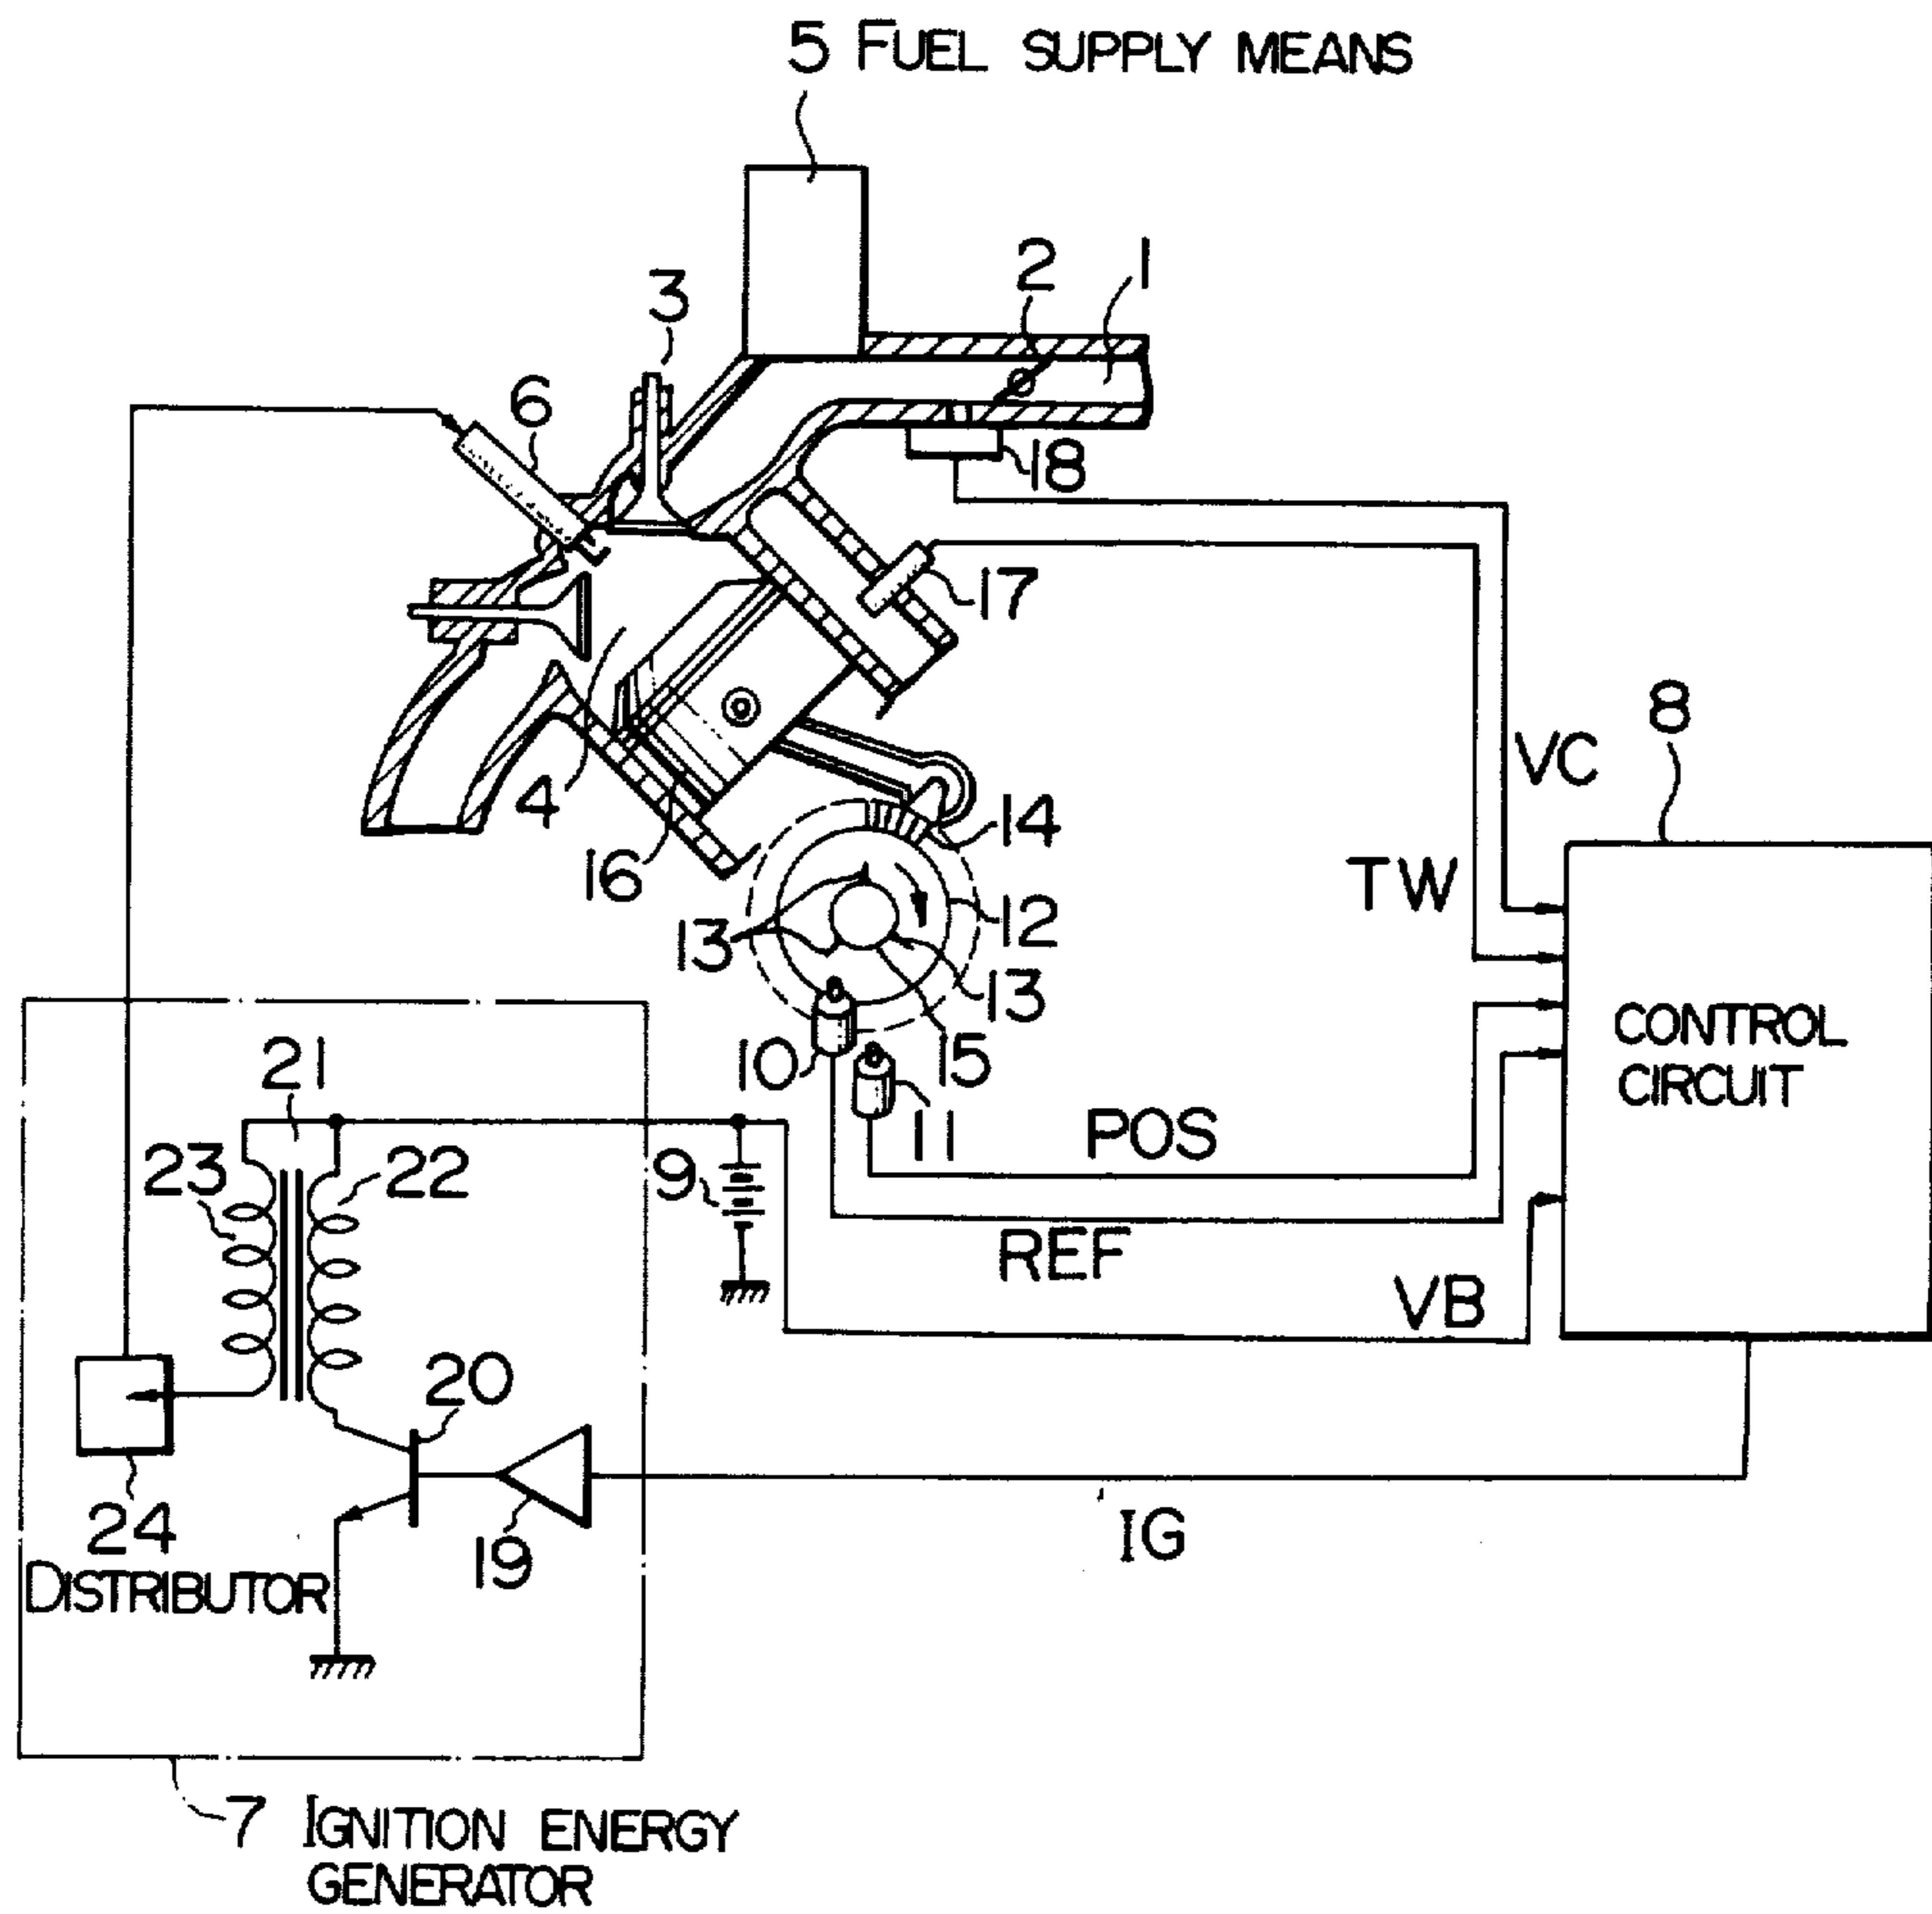 5 FUEL SUPPLY MEANS
2
1
3
6
18
17
8
VC
4
14
16
TW
12
13
13
CONTROL
CIRCUIT
10
15
21
11
POS
23
22
9
REF
VB
20
24
19
IG
DISTRIBUTOR
7 IGNITION ENERGY
GENERATOR